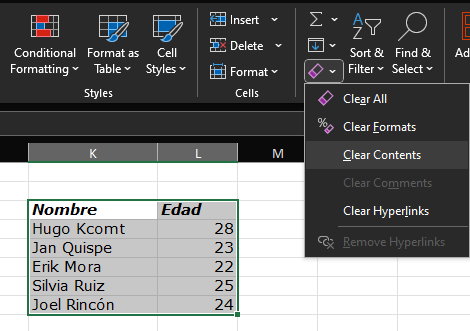 Conditional
Formatting
Format as
Table
Cell
Styles
Styles
Insert
Delete
Format
Cells
Sort &
Filter
Find &
Select
Clear All
Clear Formats
Clear Contents
Clear Comments
Clear Hyperlinks
Remove Hyperlinks
K L M
Nombre Edad
Hugo Kcomt 28
Jan Quispe 23
Erik Mora 22
Silvia Ruiz 25
Joel Rincón 24